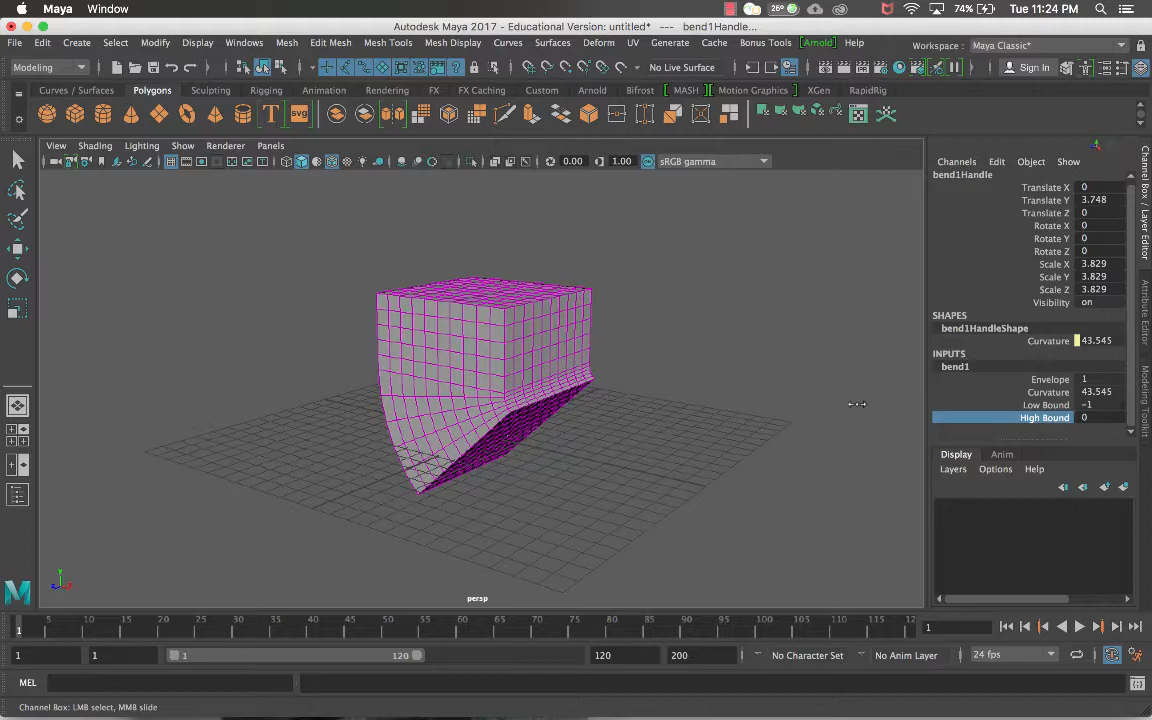 Maya Window 26° 74% Tue 11:24 PM
Autodesk Maya 2017 - Educational Version: untitled* --- bend1Handle...
File Edit Create Select Modify Display Windows Mesh Edit Mesh Mesh Tools Mesh Display Curves Surfaces Deform UV Generate Cache Bonus Tools Arnold Help Workspace : Maya Classic*
Modeling No Live Surface Sign In
Curves / Surfaces Polygons Sculpting Rigging Animation Rendering FX FX Caching Custom Arnold Bifrost MASH Motion Graphics XGen RapidRig
T SVG
View Shading Lighting Show Renderer Panels
0.00 1.00 ON sRGB gamma
Channels Edit Object Show
bend1Handle
Translate X 0
Translate Y 3.748
Translate Z 0
Rotate X 0
Rotate Y 0
Rotate Z 0
Scale X 3.829
Scale Y 3.829
Scale Z 3.829
Visibility on
SHAPES
bend1HandleShape
Curvature 43.545
INPUTS
bend1
Envelope 1
Curvature 43.545
Low Bound -1
High Bound 0
Display Anim
Layers Options Help
Channel Box / Layer Editor
Attribute Editor
Modeling Toolkit
persp
1 5 10 15 20 25 30 35 40 45 50 55 60 65 70 75 80 85 90 95 100 105 110 115 12
1
1 1 1 120 120 200 No Character Set No Anim Layer 24 fps
MEL
Channel Box: LMB select, MMB slide